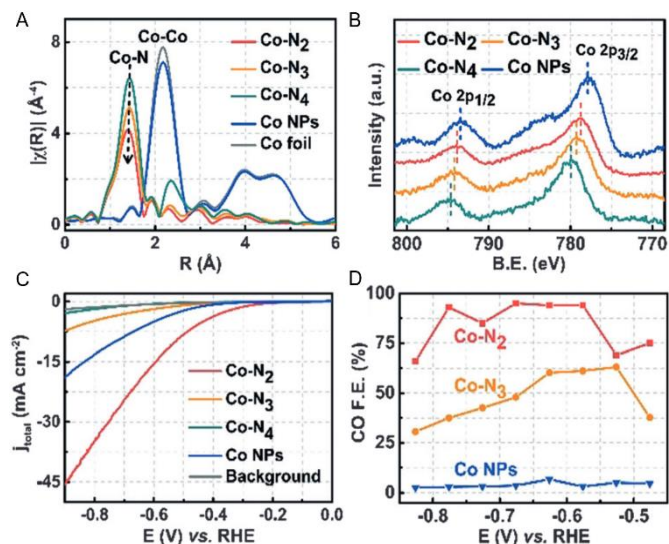 A
Co-N
Co-Co
Co-N2
Co-N3
Co-N4
Co NPs
Co foil
|χ(R)| (Å-4)
8
4
0
0 1 2 3 4 5 6
R (Å)
B
Co-N2
Co-N3
Co-N4
Co NPs
Co 2p3/2
Co 2p1/2
Intensity (a.u.)
800 790 780 770
B.E. (eV)
C
0
-15
-30
-45
jtotal (mA cm-2)
Co-N2
Co-N3
Co-N4
Co NPs
Background
-0.8 -0.6 -0.4 -0.2 0.0
E (V) vs. RHE
D
100
75
50
25
0
CO F.E. (%)
Co-N2
Co-N3
Co NPs
-0.8 -0.7 -0.6 -0.5
E (V) vs. RHE